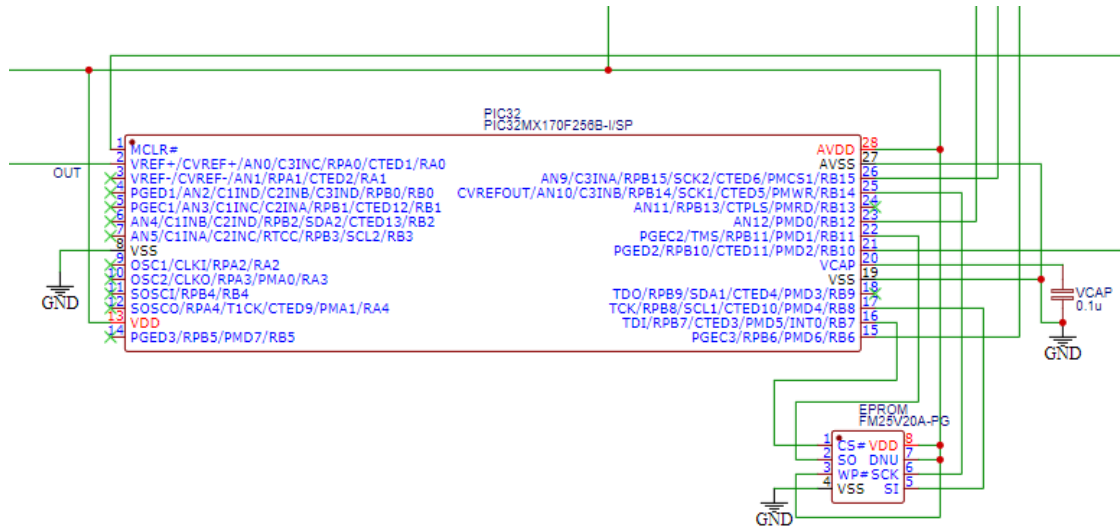 PIC32
PIC32MX170F256B-I/SP
1 MCLR#
2 VREF+/CVREF+/AN0/C3INC/RPA0/CTED1/RA0
OUT
3 VREF-/CVREF-/AN1/RPA1/CTED2/RA1
4 PGED1/AN2/C1IND/C2INB/C3IND/RPB0/RB0
5 PGEC1/AN3/C1INC/C2INA/RPB1/CTED12/RB1
6 AN4/C1INB/C2IND/RPB2/SDA2/CTED13/RB2
7 AN5/C1INA/C2INC/RTCC/RPB3/SCL2/RB3
8 VSS
9 OSC1/CLKI/RPA2/RA2
10 OSC2/CLKO/RPA3/PMA0/RA3
11 SOSCI/RPB4/RB4
12 SOSCO/RPA4/T1CK/CTED9/PMA1/RA4
13 VDD
14 PGED3/RPB5/PMD7/RB5
GND
AVDD 28
AVSS 27
AN9/C3INA/RPB15/SCK2/CTED6/PMCS1/RB15 26
CVREFOUT/AN10/C3INB/RPB14/SCK1/CTED5/PMWR/RB14 25
AN11/RPB13/CTPLS/PMRD/RB13 24
AN12/PMD0/RB12 23
PGEC2/TMS/RPB11/PMD1/RB11 22
PGED2/RPB10/CTED11/PMD2/RB10 21
VCAP 20
VSS 19
TDO/RPB9/SDA1/CTED4/PMD3/RB9 18
TCK/RPB8/SCL1/CTED10/PMD4/RB8 17
TDI/RPB7/CTED3/PMD5/INT0/RB7 16
PGEC3/RPB6/PMD6/RB6 15
VCAP
0.1u
GND
EPROM
FM25V20A-PG
1 CS# VDD 8
2 SO DNU 7
3 WP# SCK 6
4 VSS SI 5
GND